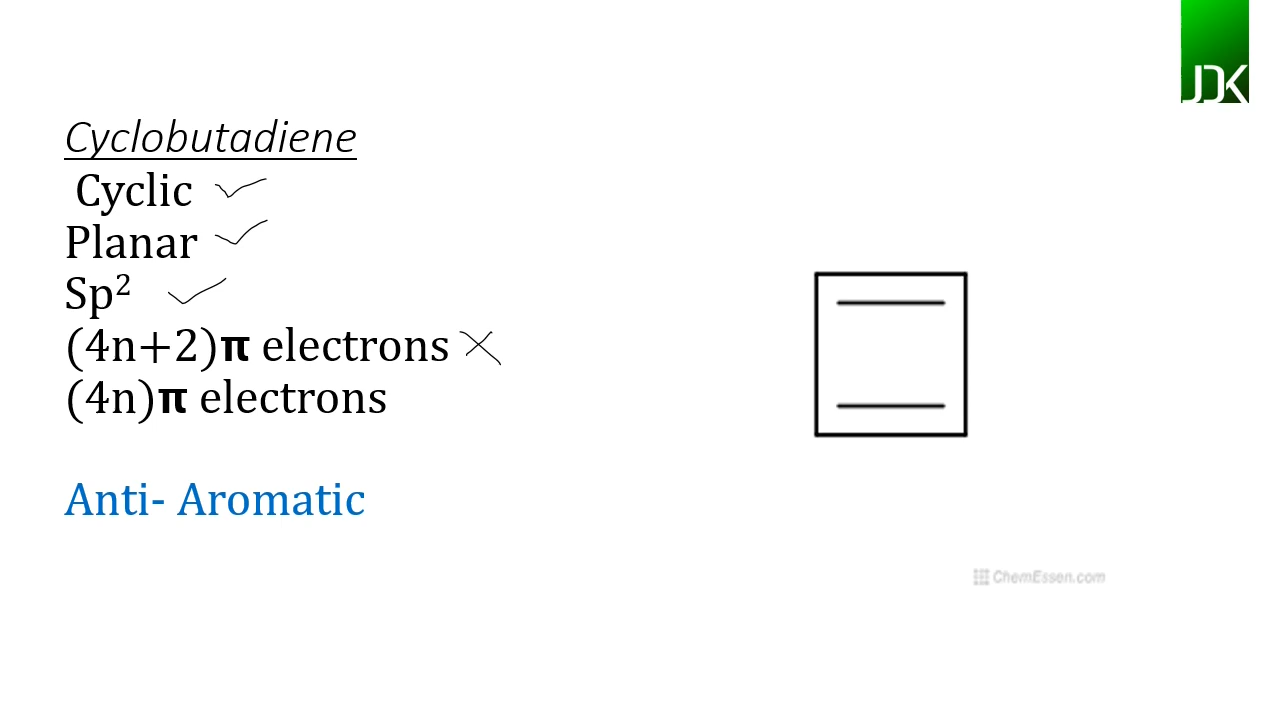 JDK
Cyclobutadiene
Cyclic ✓
Planar ✓
Sp²  ✓
(4n+2)π electrons ✗
(4n)π electrons
Anti- Aromatic
ChemEssen.com